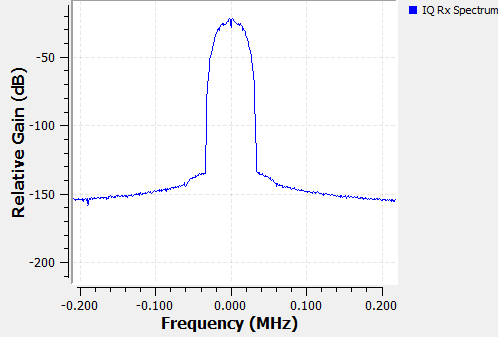 IQ Rx Spectrum
Relative Gain (dB)
-50
-100
-150
-200
-0.200 -0.100 0.000 0.100 0.200
Frequency (MHz)